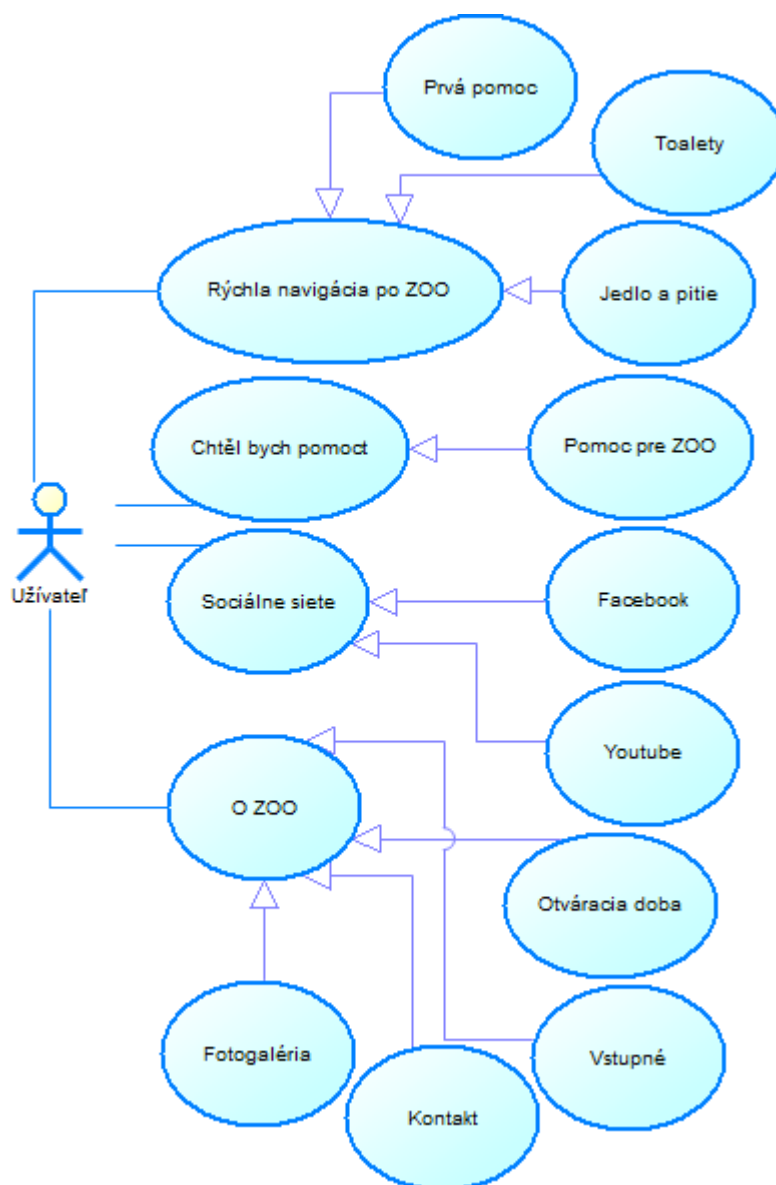 Prvá pomoc
Toalety
Rýchla navigácia po ZOO
Jedlo a pitie
Chtěl bych pomoct
Pomoc pre ZOO
Užívateľ
Sociálne siete
Facebook
Youtube
O ZOO
Otváracia doba
Fotogaléria
Vstupné
Kontakt